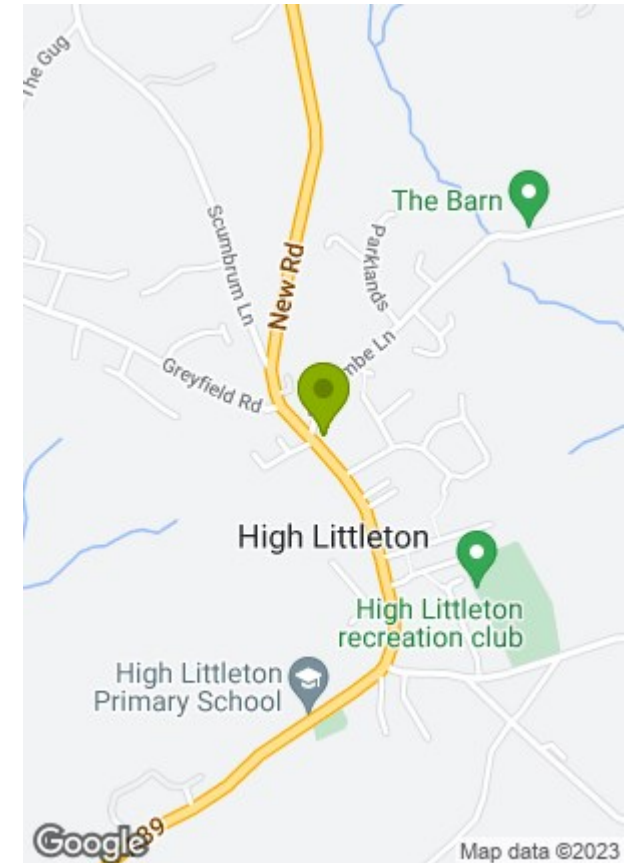 The Gug
Scumbrum Ln
New Rd
The Barn
Parklands
mbe Ln
Greyfield Rd
High Littleton
High Littleton
recreation club
High Littleton
Primary School
39
Google
Map data ©2023